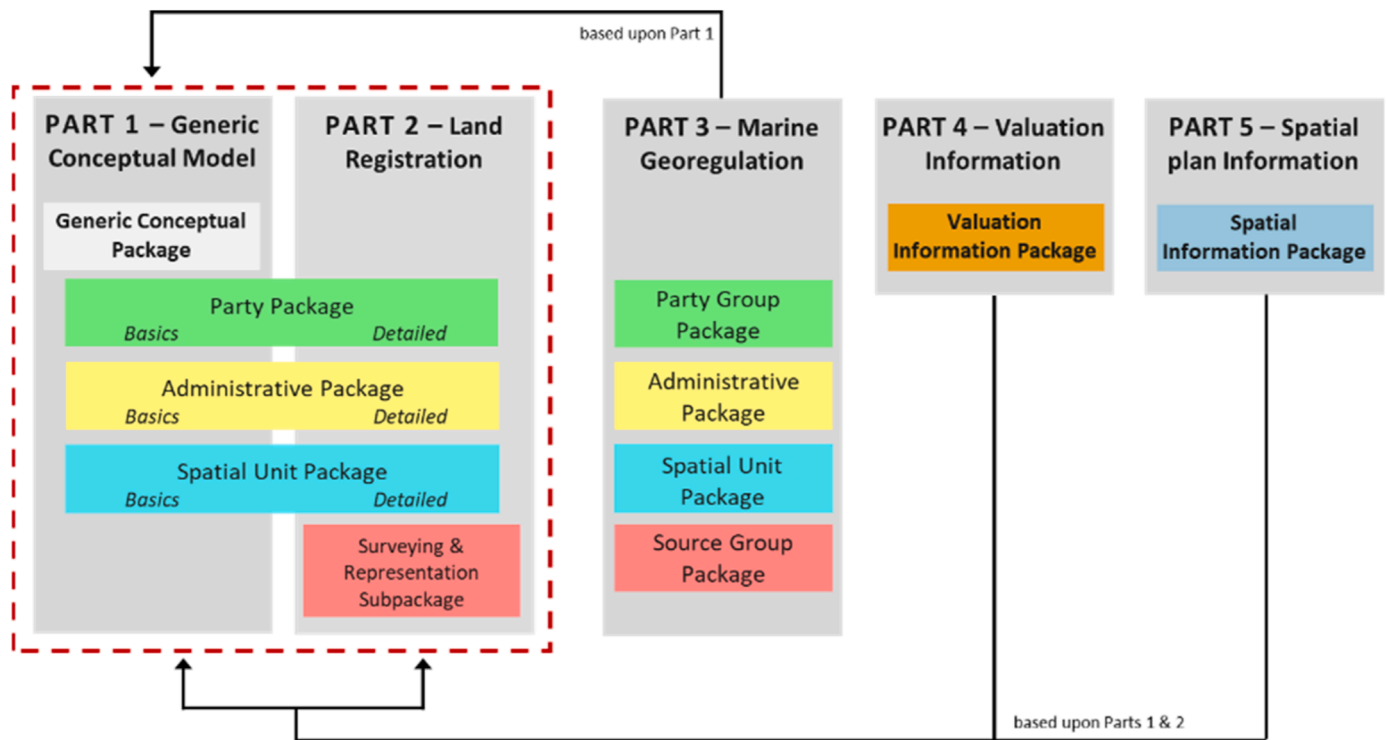 based upon Part 1
PART 1 – Generic
Conceptual Model
Generic Conceptual
Package
PART 2 – Land
Registration
Party Package
Basics Detailed
Administrative Package
Basics Detailed
Spatial Unit Package
Basics Detailed
Surveying &
Representation
Subpackage
PART 3 – Marine
Georegulation
Party Group
Package
Administrative
Package
Spatial Unit
Package
Source Group
Package
PART 4 – Valuation
Information
Valuation
Information Package
PART 5 – Spatial
plan Information
Spatial
Information Package
based upon Parts 1 & 2